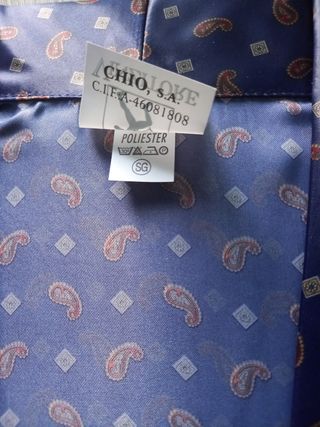 CHIO, S.A.
C.I.F. A-46081808
POLIESTER
SG